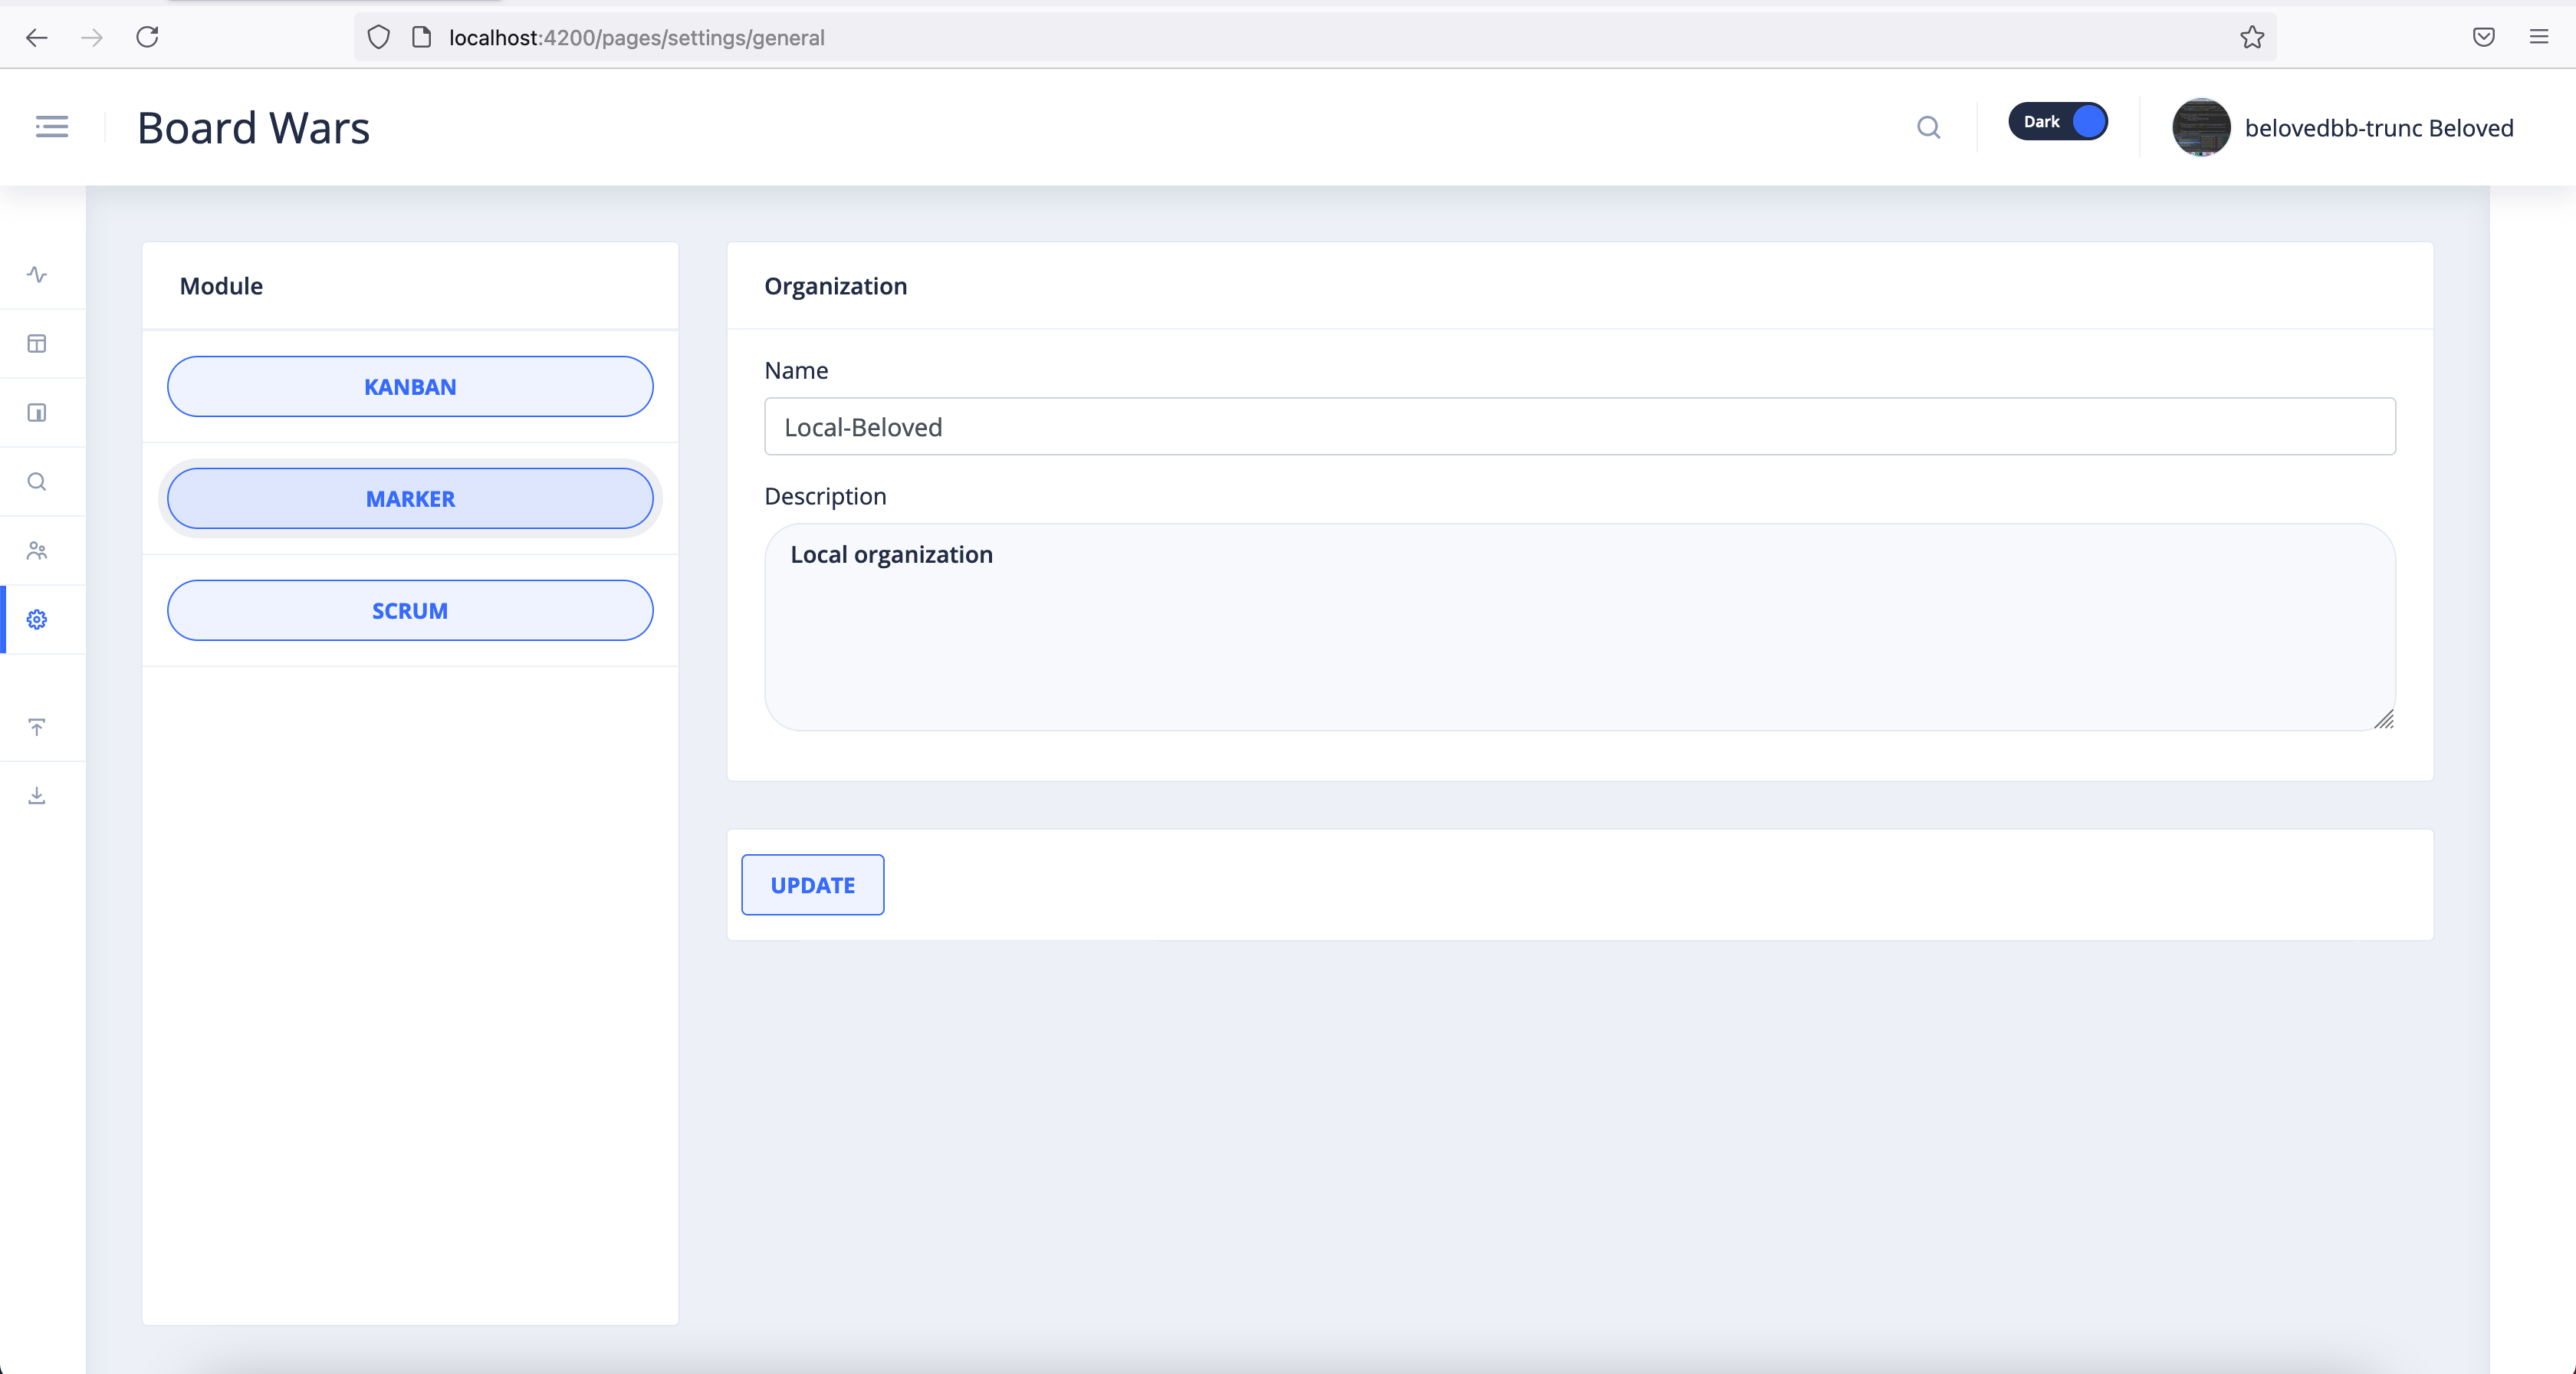 localhost:4200/pages/settings/general
Board Wars
Dark
belovedbb-trunc Beloved
Module
KANBAN
MARKER
SCRUM
Organization
Name
Local-Beloved
Description
Local organization
UPDATE